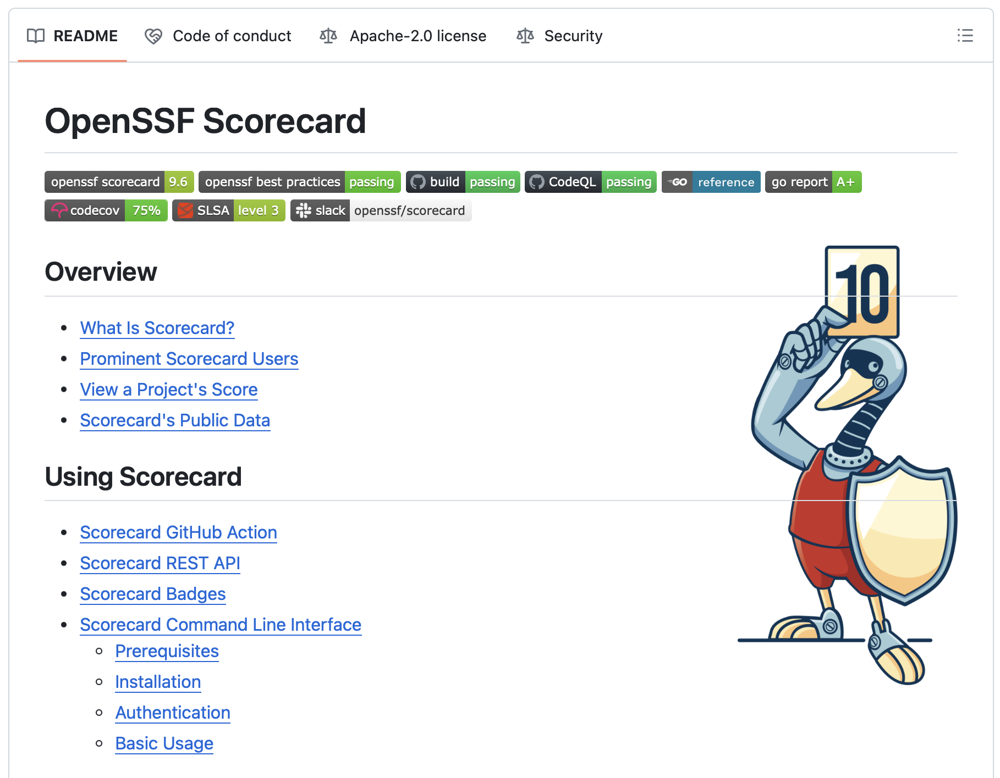 README Code of conduct Apache-2.0 license Security
OpenSSF Scorecard
openssf scorecard 9.6 openssf best practices passing build passing CodeQL passing GO reference go report A+
codecov 75% SLSA level 3 slack openssf/scorecard
10
Overview
What Is Scorecard?
Prominent Scorecard Users
View a Project's Score
Scorecard's Public Data
Using Scorecard
Scorecard GitHub Action
Scorecard REST API
Scorecard Badges
Scorecard Command Line Interface
Prerequisites
Installation
Authentication
Basic Usage